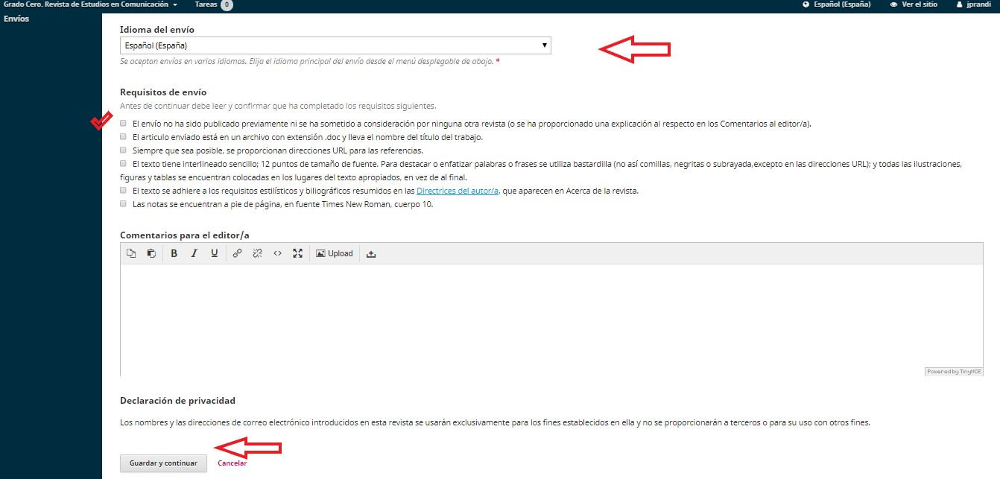 Grado Cero. Revista de Estudios en Comunicación Tareas 0 Español (España) Ver el sitio jprandi
Envíos
Idioma del envío
Español (España)
Se aceptan envíos en varios idiomas. Elija el idioma principal del envío desde el menú desplegable de abajo. *
Requisitos de envío
Antes de continuar debe leer y confirmar que ha completado los requisitos siguientes.
El envío no ha sido publicado previamente ni se ha sometido a consideración por ninguna otra revista (o se ha proporcionado una explicación al respecto en los Comentarios al editor/a).
El articulo enviado está en un archivo con extensión .doc y lleva el nombre del título del trabajo.
Siempre que sea posible, se proporcionan direcciones URL para las referencias.
El texto tiene interlineado sencillo; 12 puntos de tamaño de fuente. Para destacar o enfatizar palabras o frases se utiliza bastardilla (no así comillas, negritas o subrayada,excepto en las direcciones URL); y todas las ilustraciones,
figuras y tablas se encuentran colocadas en los lugares del texto apropiados, en vez de al final.
El texto se adhiere a los requisitos estilísticos y biliográficos resumidos en las Directrices del autor/a, que aparecen en Acerca de la revista.
Las notas se encuentran a pie de página, en fuente Times New Roman, cuerpo 10.
Comentarios para el editor/a
B I U Upload
Powered by TinyMCE
Declaración de privacidad
Los nombres y las direcciones de correo electrónico introducidos en esta revista se usarán exclusivamente para los fines establecidos en ella y no se proporcionarán a terceros o para su uso con otros fines.
Guardar y continuar Cancelar